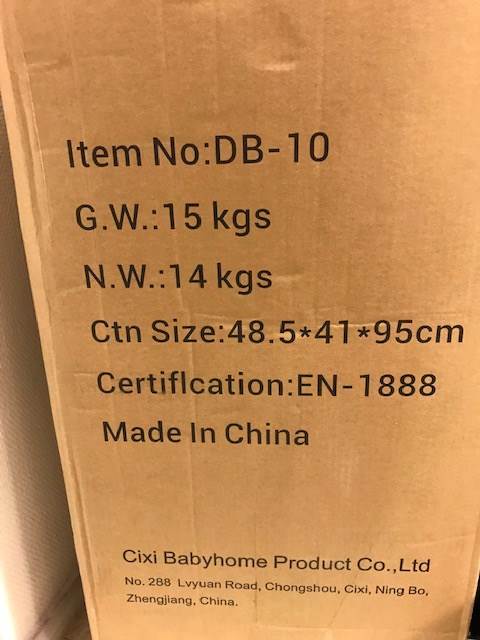 Item No:DB-10
G.W.:15 kgs
N.W.:14 kgs
Ctn Size:48.5*41*95cm
Certiflcation:EN-1888
Made In China
Cixi Babyhome Product Co.,Ltd
No. 288 Lvyuan Road, Chongshou, Cixi, Ning Bo,
Zhengjiang, China.